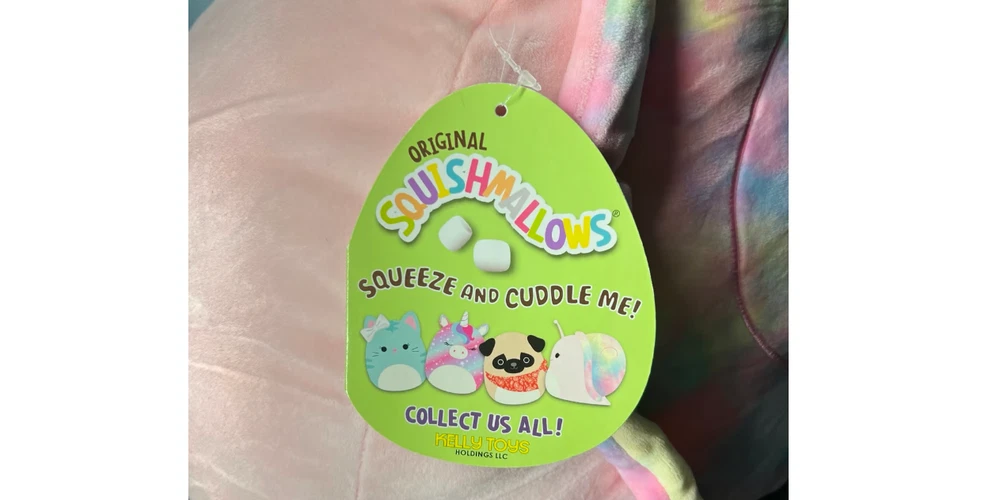 ORIGINAL
SQUISHMALLOWS®
SQUEEZE AND CUDDLE ME!
COLLECT US ALL!
KELLY TOYS
HOLDINGS LLC